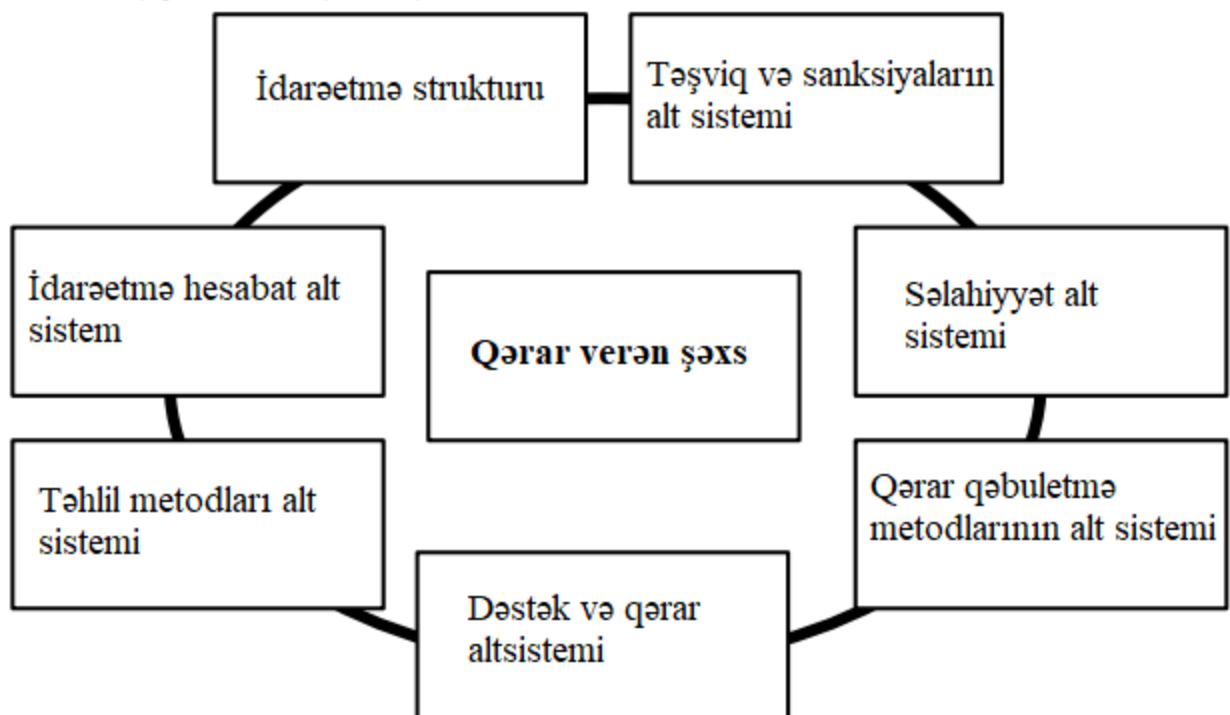 İdarəetmə strukturu
Təşviq və sanksiyaların
alt sistemi
İdarəetmə hesabat alt
sistem
Qərar verən şəxs
Səlahiyyət alt
sistemi
Təhlil metodları alt
sistemi
Qərar qəbuletmə
metodlarının alt sistemi
Dəstək və qərar
altsistemi